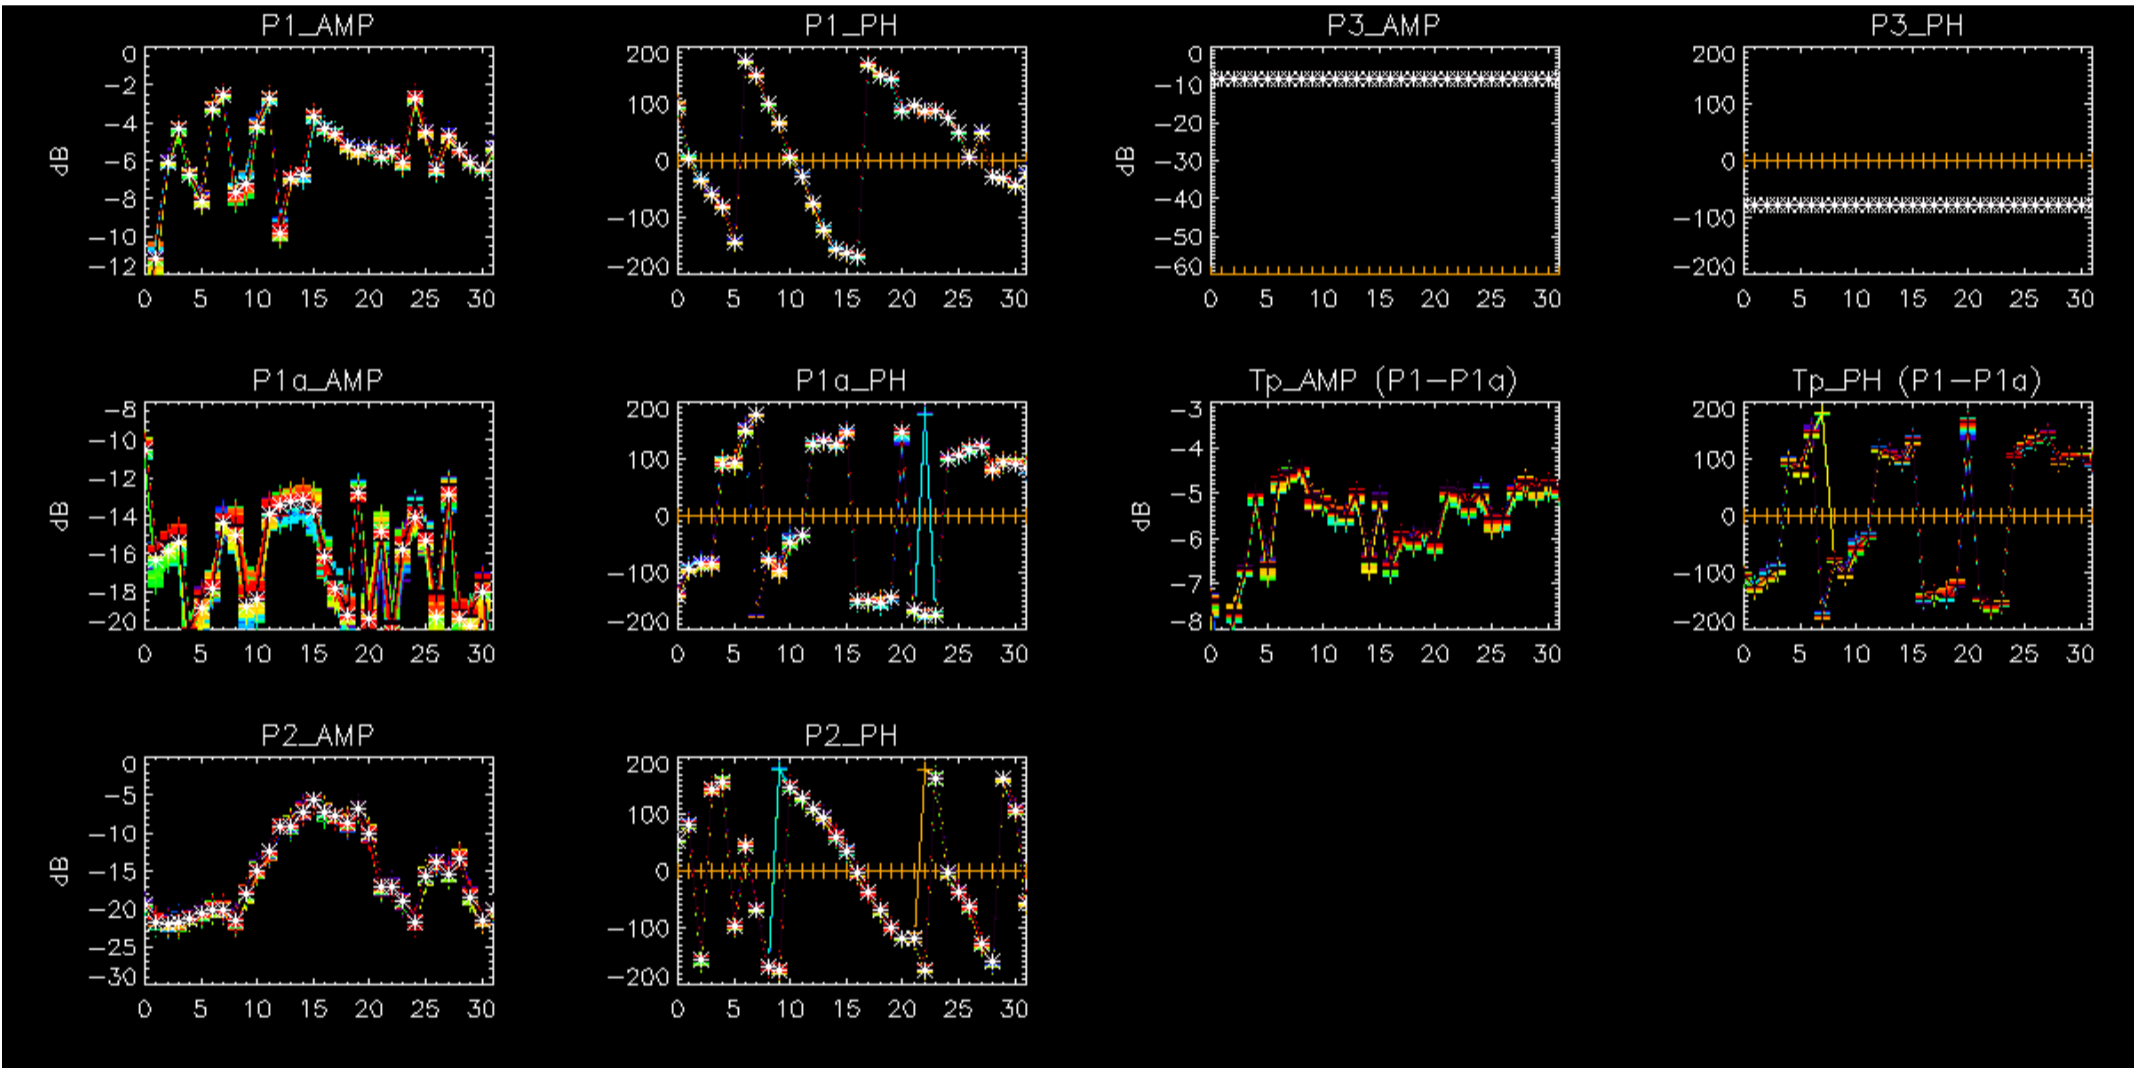 P1_AMP
dB
0
−2
−4
−6
−8
−10
−12
0 5 10 15 20 25 30
P1_PH
200
100
0
−100
−200
0 5 10 15 20 25 30
P3_AMP
dB
0
−10
−20
−30
−40
−50
−60
0 5 10 15 20 25 30
P3_PH
200
100
0
−100
−200
0 5 10 15 20 25 30
P1a_AMP
dB
−8
−10
−12
−14
−16
−18
−20
0 5 10 15 20 25 30
P1a_PH
200
100
0
−100
−200
0 5 10 15 20 25 30
Tp_AMP (P1−P1a)
dB
−3
−4
−5
−6
−7
−8
0 5 10 15 20 25 30
Tp_PH (P1−P1a)
200
100
0
−100
−200
0 5 10 15 20 25 30
P2_AMP
dB
0
−5
−10
−15
−20
−25
−30
0 5 10 15 20 25 30
P2_PH
200
100
0
−100
−200
0 5 10 15 20 25 30